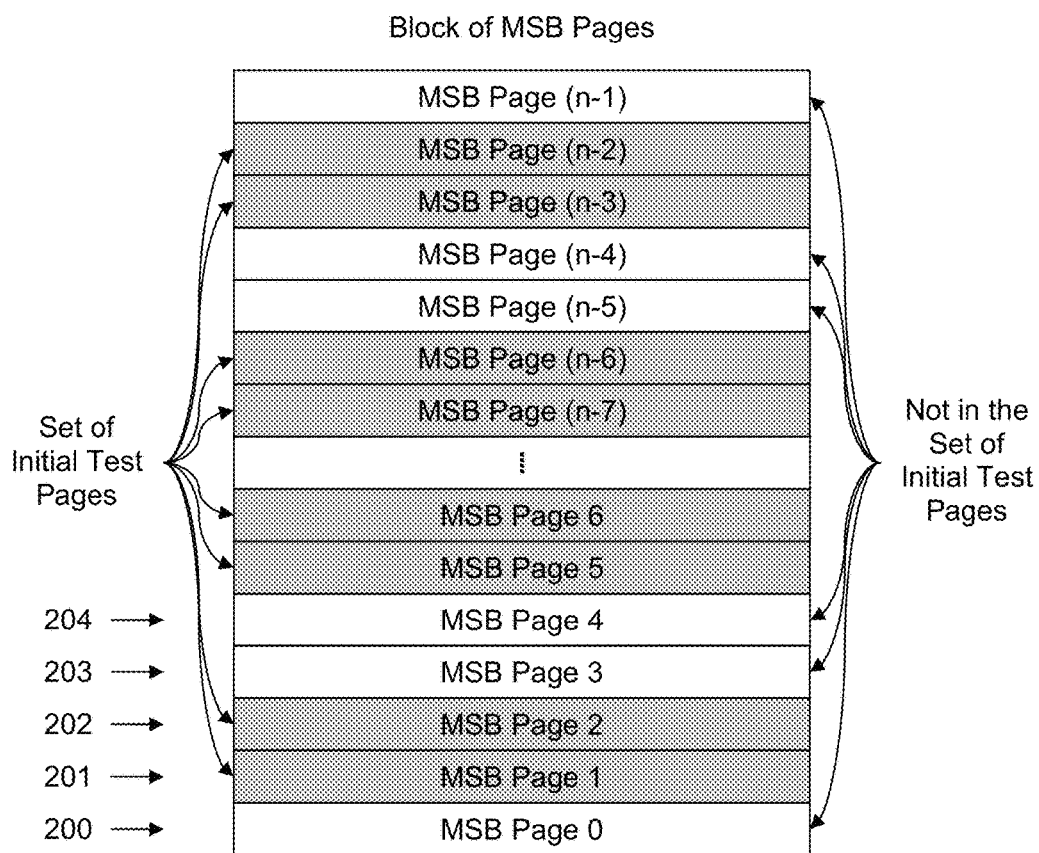 Block of MSB Pages
MSB Page (n-1)
MSB Page (n-2)
MSB Page (n-3)
MSB Page (n-4)
MSB Page (n-5)
MSB Page (n-6)
MSB Page (n-7)
Set of
Initial Test
Pages
Not in the
Set of
Initial Test
Pages
...
MSB Page 6
MSB Page 5
204
MSB Page 4
203
MSB Page 3
202
MSB Page 2
201
MSB Page 1
200
MSB Page 0